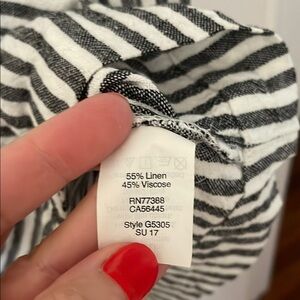 55% Linen
45% Viscose
RN77388
CA56445
Style G5305
SU 17